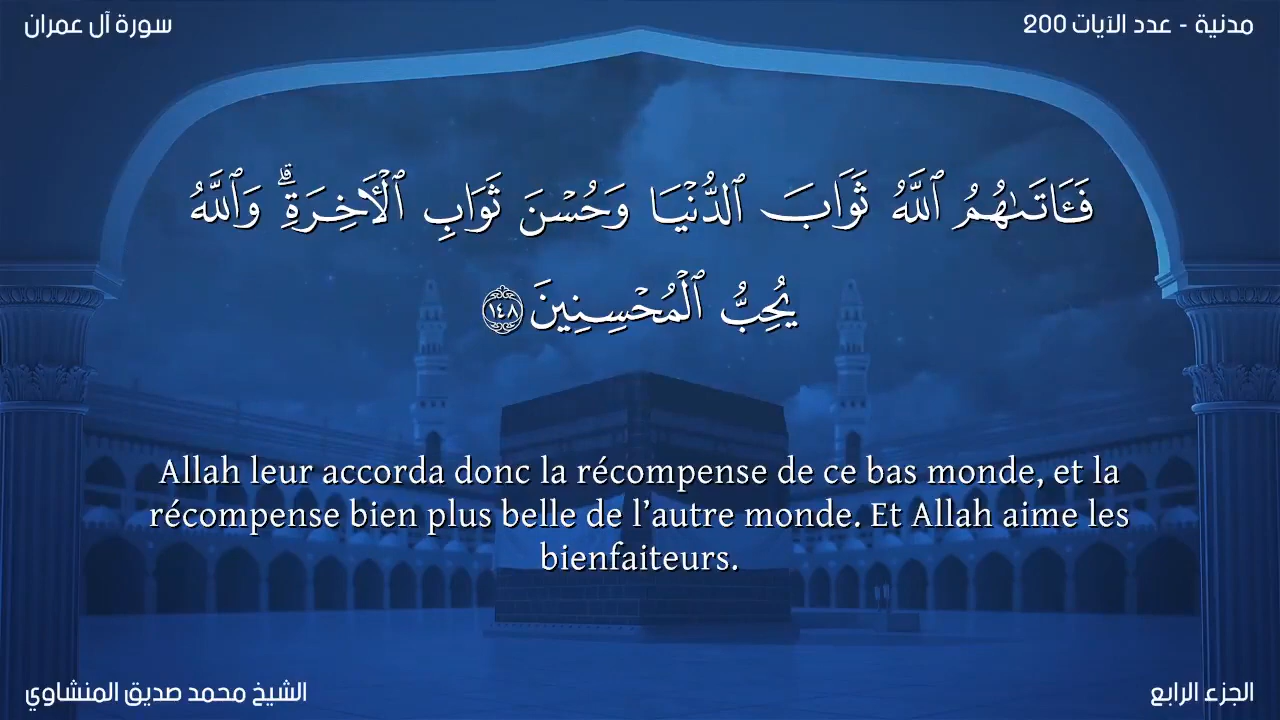 سورة آل عمران
مدنية - عدد الآيات 200
فَـَٔاتَىٰهُمُ ٱللَّهُ ثَوَابَ ٱلدُّنْيَا وَحُسْنَ ثَوَابِ ٱلْـَٔاخِرَةِ ۗ وَٱللَّهُ
يُحِبُّ ٱلْمُحْسِنِينَ ١٤٨
Allah leur accorda donc la récompense de ce bas monde, et la
récompense bien plus belle de l’autre monde. Et Allah aime les
bienfaiteurs.
الشيخ محمد صديق المنشاوي
الجزء الرابع